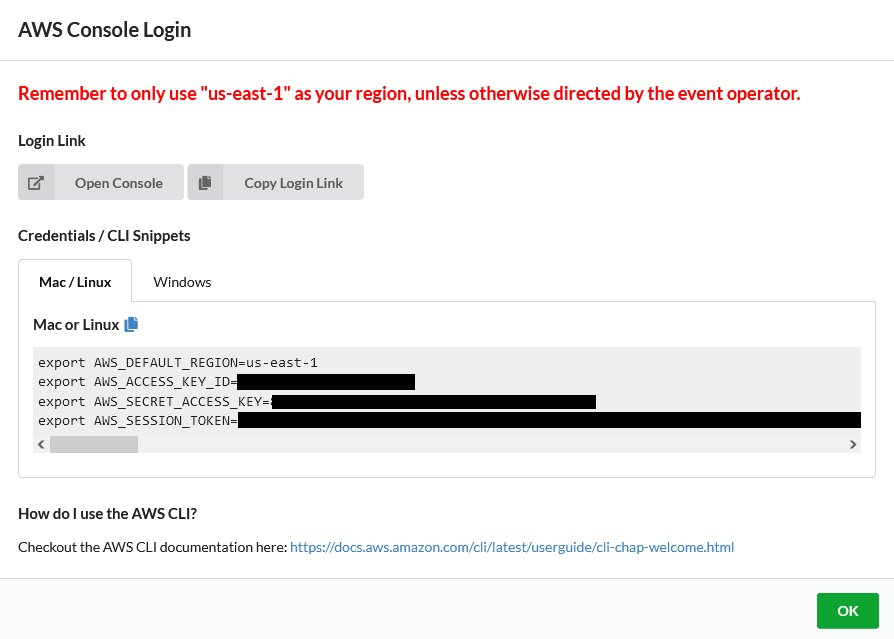 AWS Console Login
Remember to only use "us-east-1" as your region, unless otherwise directed by the event operator.
Login Link
Open Console Copy Login Link
Credentials / CLI Snippets
Mac / Linux Windows
Mac or Linux
export AWS_DEFAULT_REGION=us-east-1
export AWS_ACCESS_KEY_ID=
export AWS_SECRET_ACCESS_KEY=
export AWS_SESSION_TOKEN=
How do I use the AWS CLI?
Checkout the AWS CLI documentation here: https://docs.aws.amazon.com/cli/latest/userguide/cli-chap-welcome.html
OK